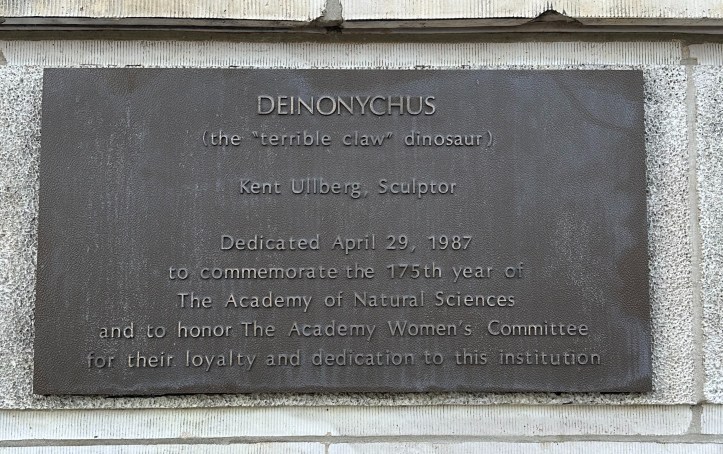 DEINONYCHUS
(the "terrible claw" dinosaur)
Kent Ullberg, Sculptor
Dedicated April 29, 1987
to commemorate the 175th year of
The Academy of Natural Sciences
and to honor The Academy Women's Committee
for their loyalty and dedication to this institution